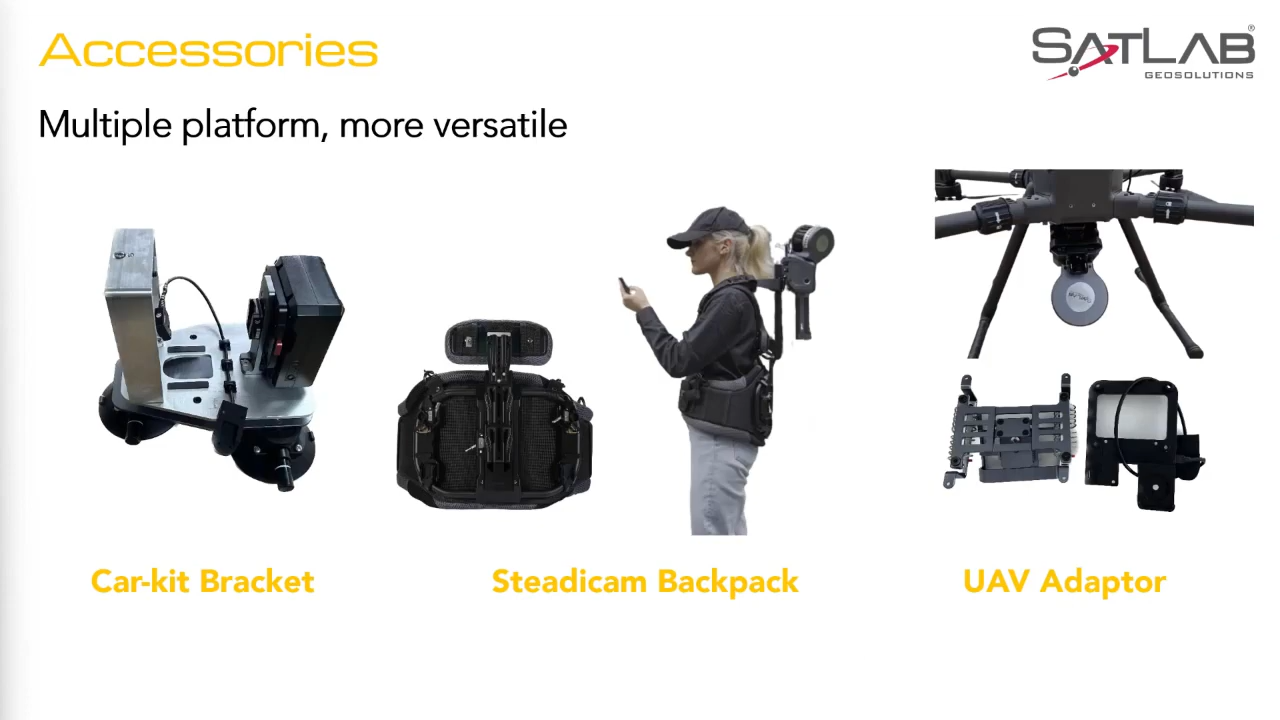 Accessories
SATLAB®
GEOSOLUTIONS
Multiple platform, more versatile
Car-kit Bracket
Steadicam Backpack
UAV Adaptor